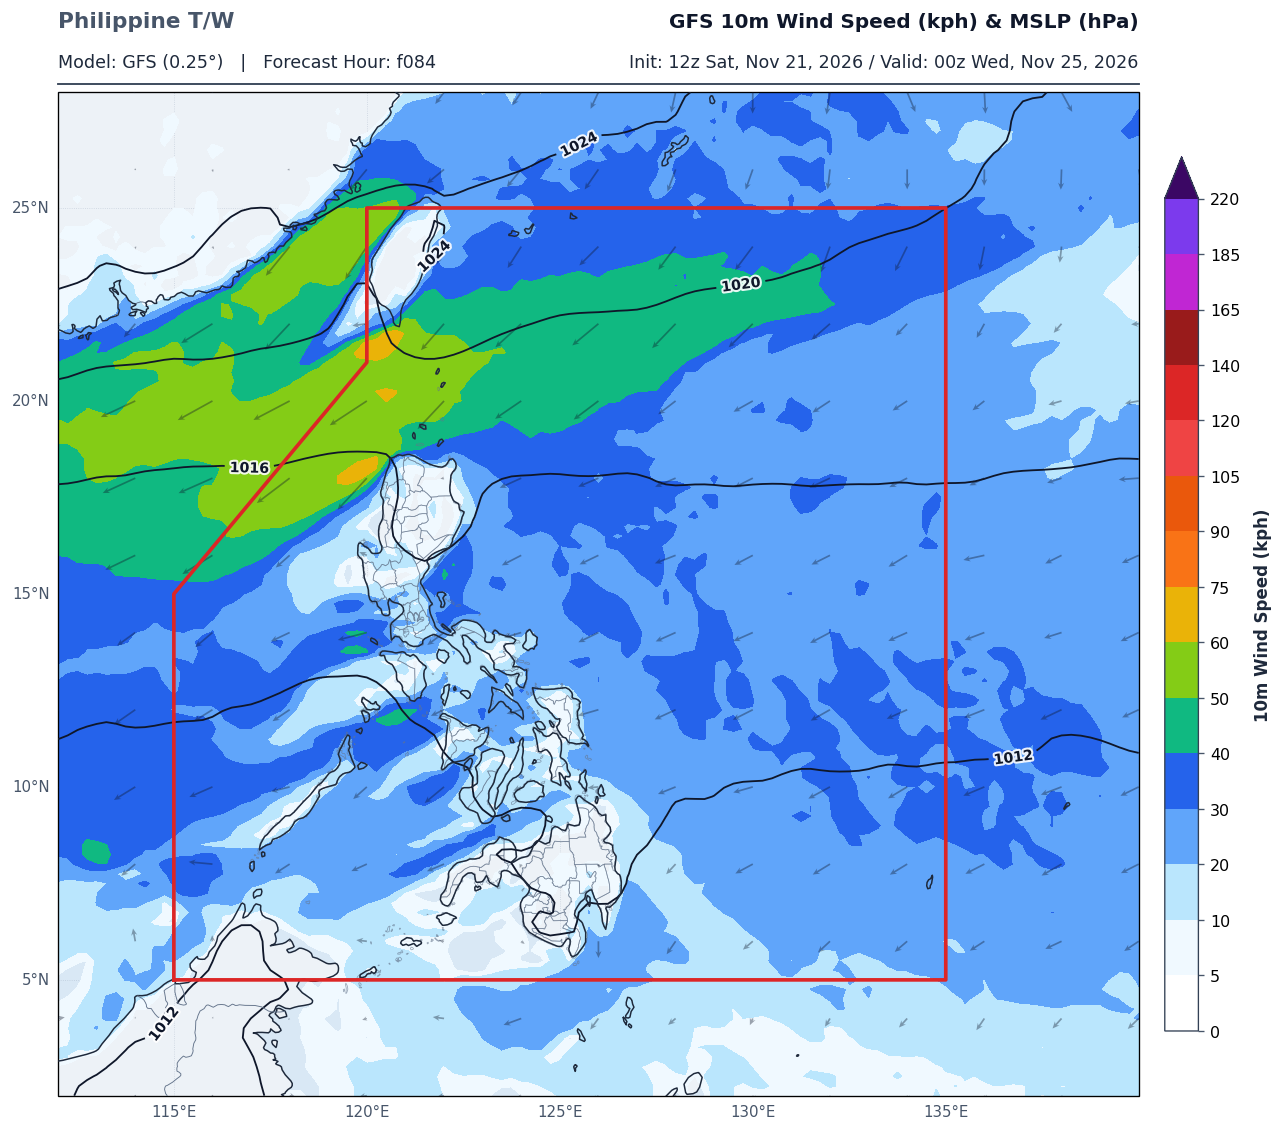 Philippine T/W
GFS 10m Wind Speed (kph) & MSLP (hPa)
Model: GFS (0.25°) | Forecast Hour: f084
Init: 12z Sat, Nov 21, 2026 / Valid: 00z Wed, Nov 25, 2026
25°N
20°N
15°N
10°N
5°N
115°E
120°E
125°E
130°E
135°E
1024
1024
1020
1016
1012
1012
220
185
165
140
120
105
90
75
60
50
40
30
20
10
5
0
10m Wind Speed (kph)